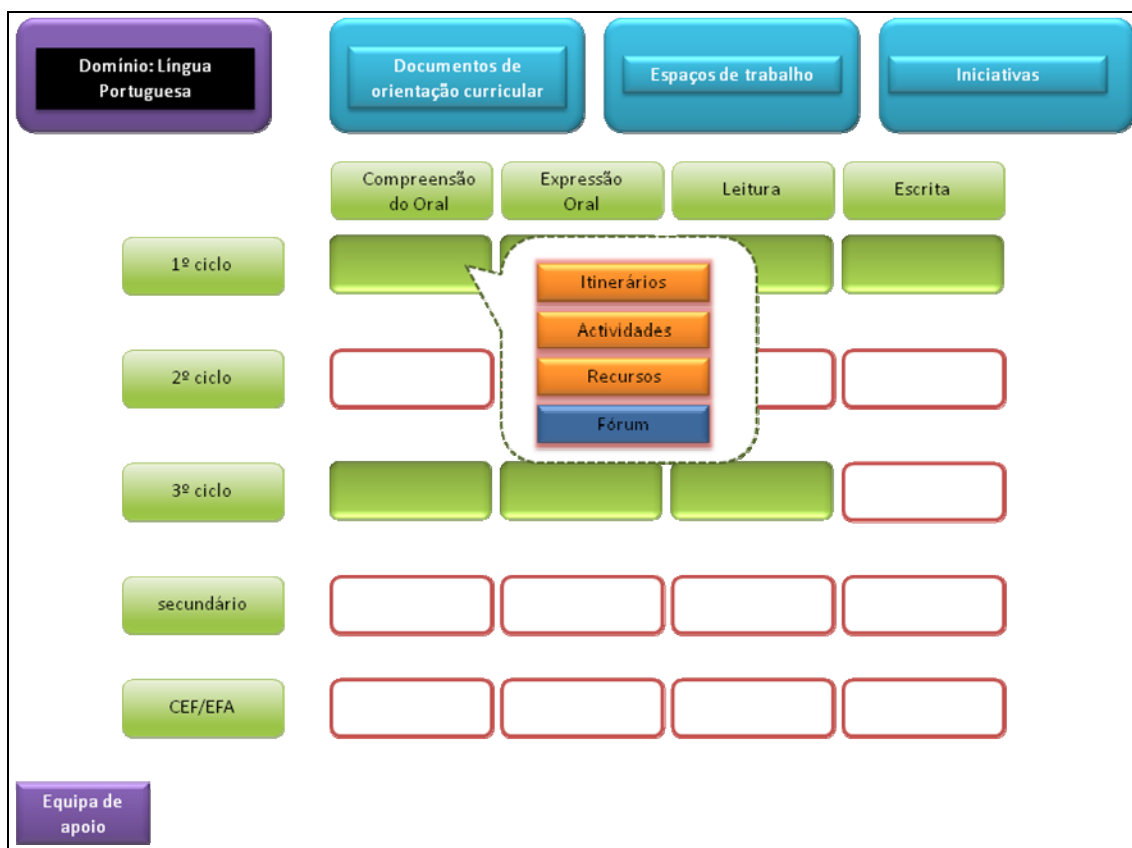 Domínio: Língua
Portuguesa
Documentos de
orientação curricular
Espaços de trabalho
Iniciativas
Compreensão
do Oral
Expressão
Oral
Leitura
Escrita
1º ciclo
Itinerários
Actividades
Recursos
Fórum
2º ciclo
3º ciclo
secundário
CEF/EFA
Equipa de
apoio